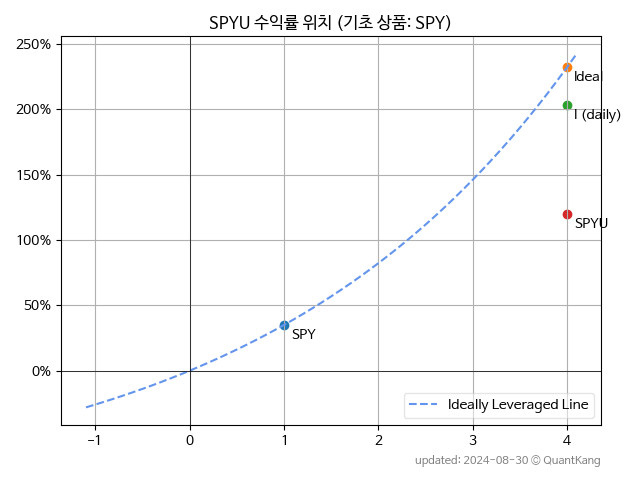 SPYU 수익률 위치 (기초 상품: SPY)
250%
Ideal
200%
I (daily)
150%
SPYU
100%
50%
SPY
0%
Ideally Leveraged Line
−1
0
1
2
3
4
updated: 2024-08-30 © QuantKang